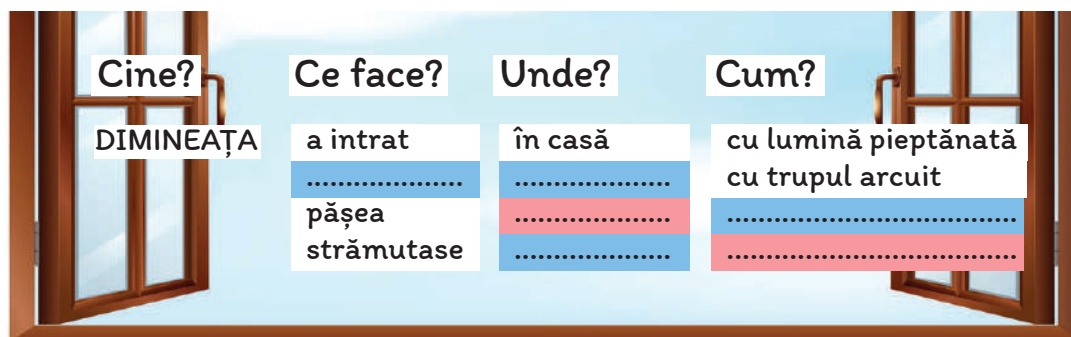 Cine? Ce face? Unde? Cum?
DIMINEAȚA a intrat în casă cu lumină pieptănată
.................... .................... cu trupul arcuit
pășea .................... .....................................
strămutase .................... .....................................